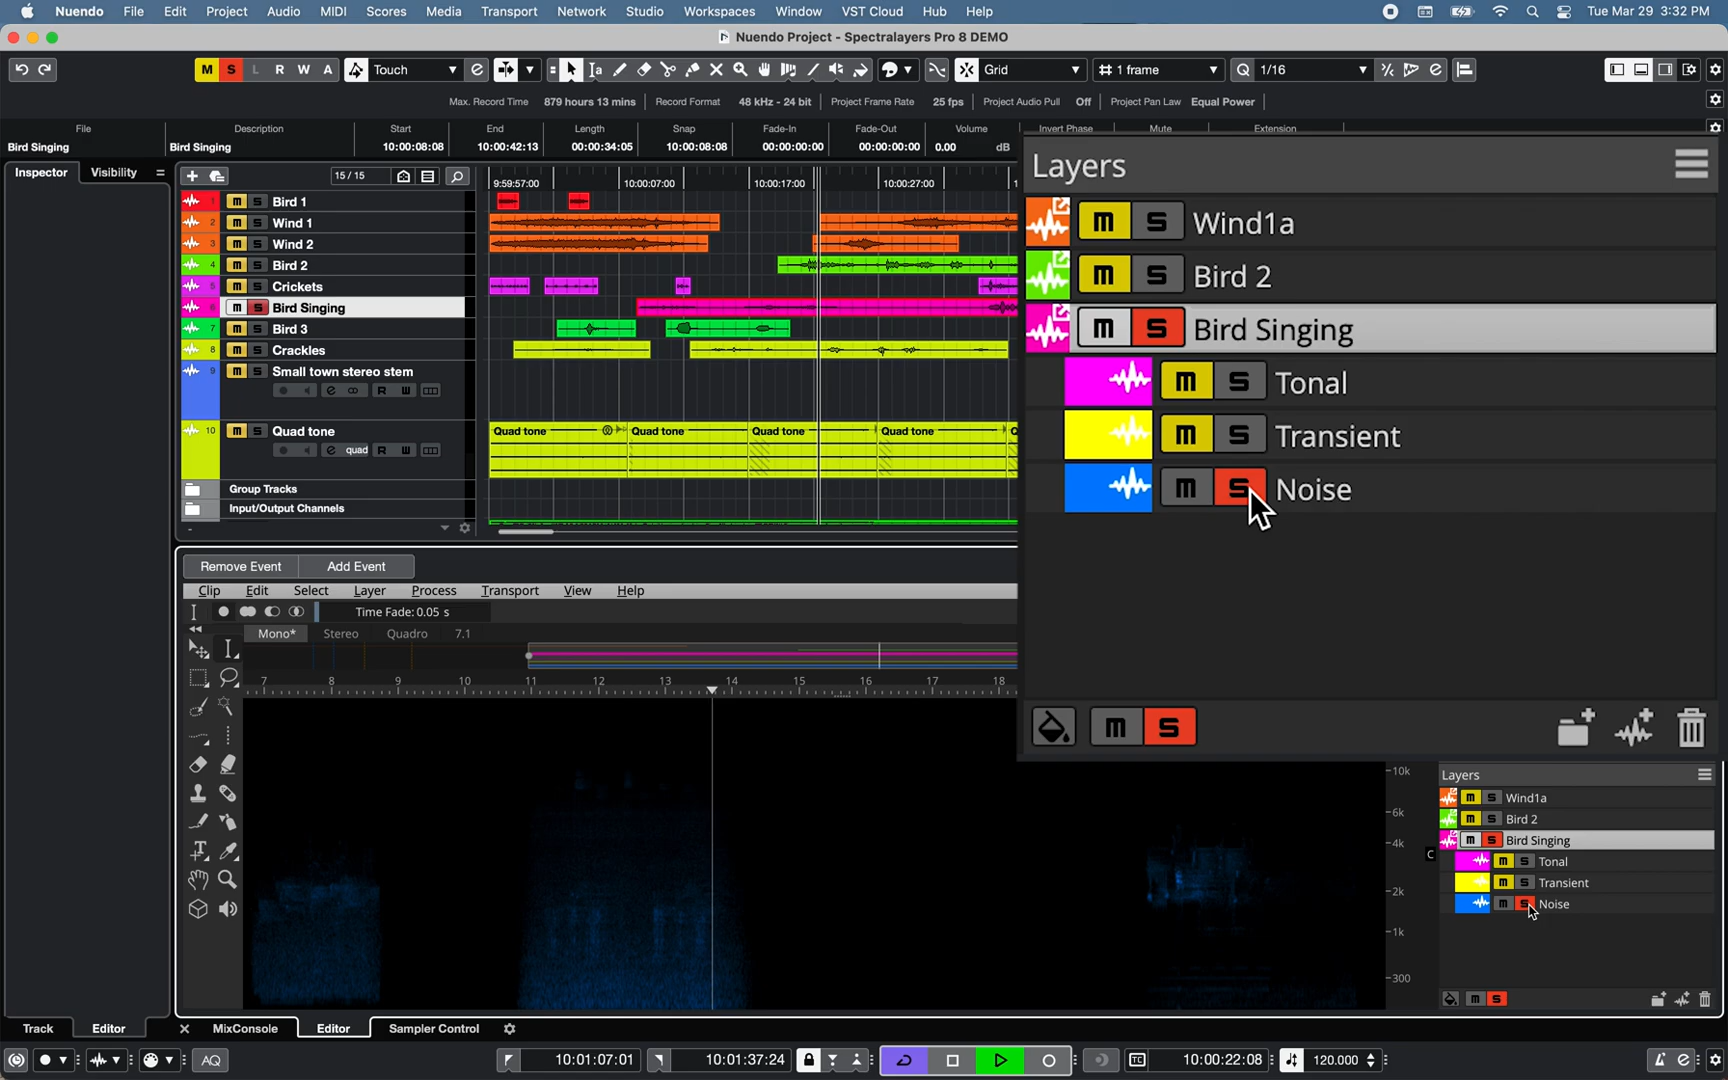 Nuendo File Edit Project Audio MIDI Scores Media Transport Network Studio Workspaces Window VST Cloud Hub Help Tue Mar 29 3:32 PM
Nuendo Project - Spectralayers Pro 8 DEMO
M S L R W A Touch Grid 1 frame Q 1/16
Max. Record Time 879 hours 13 mins Record Format 48 kHz - 24 bit Project Frame Rate 25 fps Project Audio Pull Off Project Pan Law Equal Power
File Description Start End Length Snap Fade-In Fade-Out Volume Invert Phase Mute Extension
Bird Singing Bird Singing 10:00:08:08 10:00:42:13 00:00:34:05 10:00:08:08 00:00:00:00 00:00:00:00 0.00 dB
Inspector Visibility
15 / 15
9:59:57:00 10:00:07:00 10:00:17:00 10:00:27:00
1 m S Bird 1
2 m S Wind 1
3 m S Wind 2
4 m S Bird 2
5 m S Crickets
6 m S Bird Singing
7 m S Bird 3
8 m S Crackles
9 m S Small town stereo stem
e R W
10 m S Quad tone
e quad R W
Quad tone Quad tone Quad tone Quad tone
Group Tracks
Input/Output Channels
Layers
m S Wind1a
m S Bird 2
m S Bird Singing
m S Tonal
m S Transient
m S Noise
m S
Remove Event Add Event
Clip Edit Select Layer Process Transport View Help
Time Fade: 0.05 s
Mono* Stereo Quadro 7.1
7 8 9 10 11 12 13 14 15 16 17 18
-10k
-6k
-4k
C
-2k
-1k
-300
Layers
m S Wind1a
m S Bird 2
m S Bird Singing
m S Tonal
m S Transient
m S Noise
m S
Track Editor MixConsole Editor Sampler Control
AQ 10:01:07:01 10:01:37:24 TC 10:00:22:08 120.000